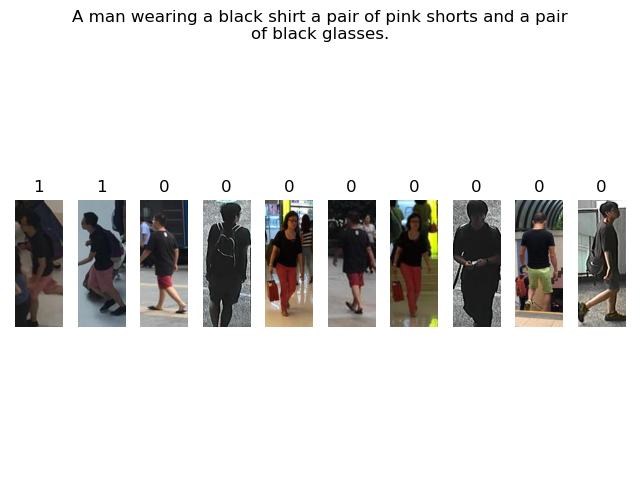 A man wearing a black shirt a pair of pink shorts and a pair
of black glasses.
1 1 0 0 0 0 0 0 0 0